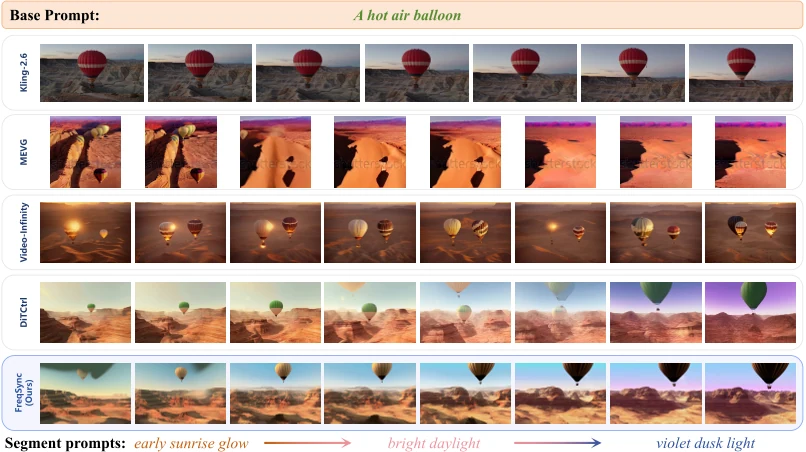 Base Prompt: A hot air balloon
Kling-2.6
MEVG
Video-Infinity
DiTCtrl
FreqSync
(Ours)
Segment prompts: early sunrise glow bright daylight violet dusk light